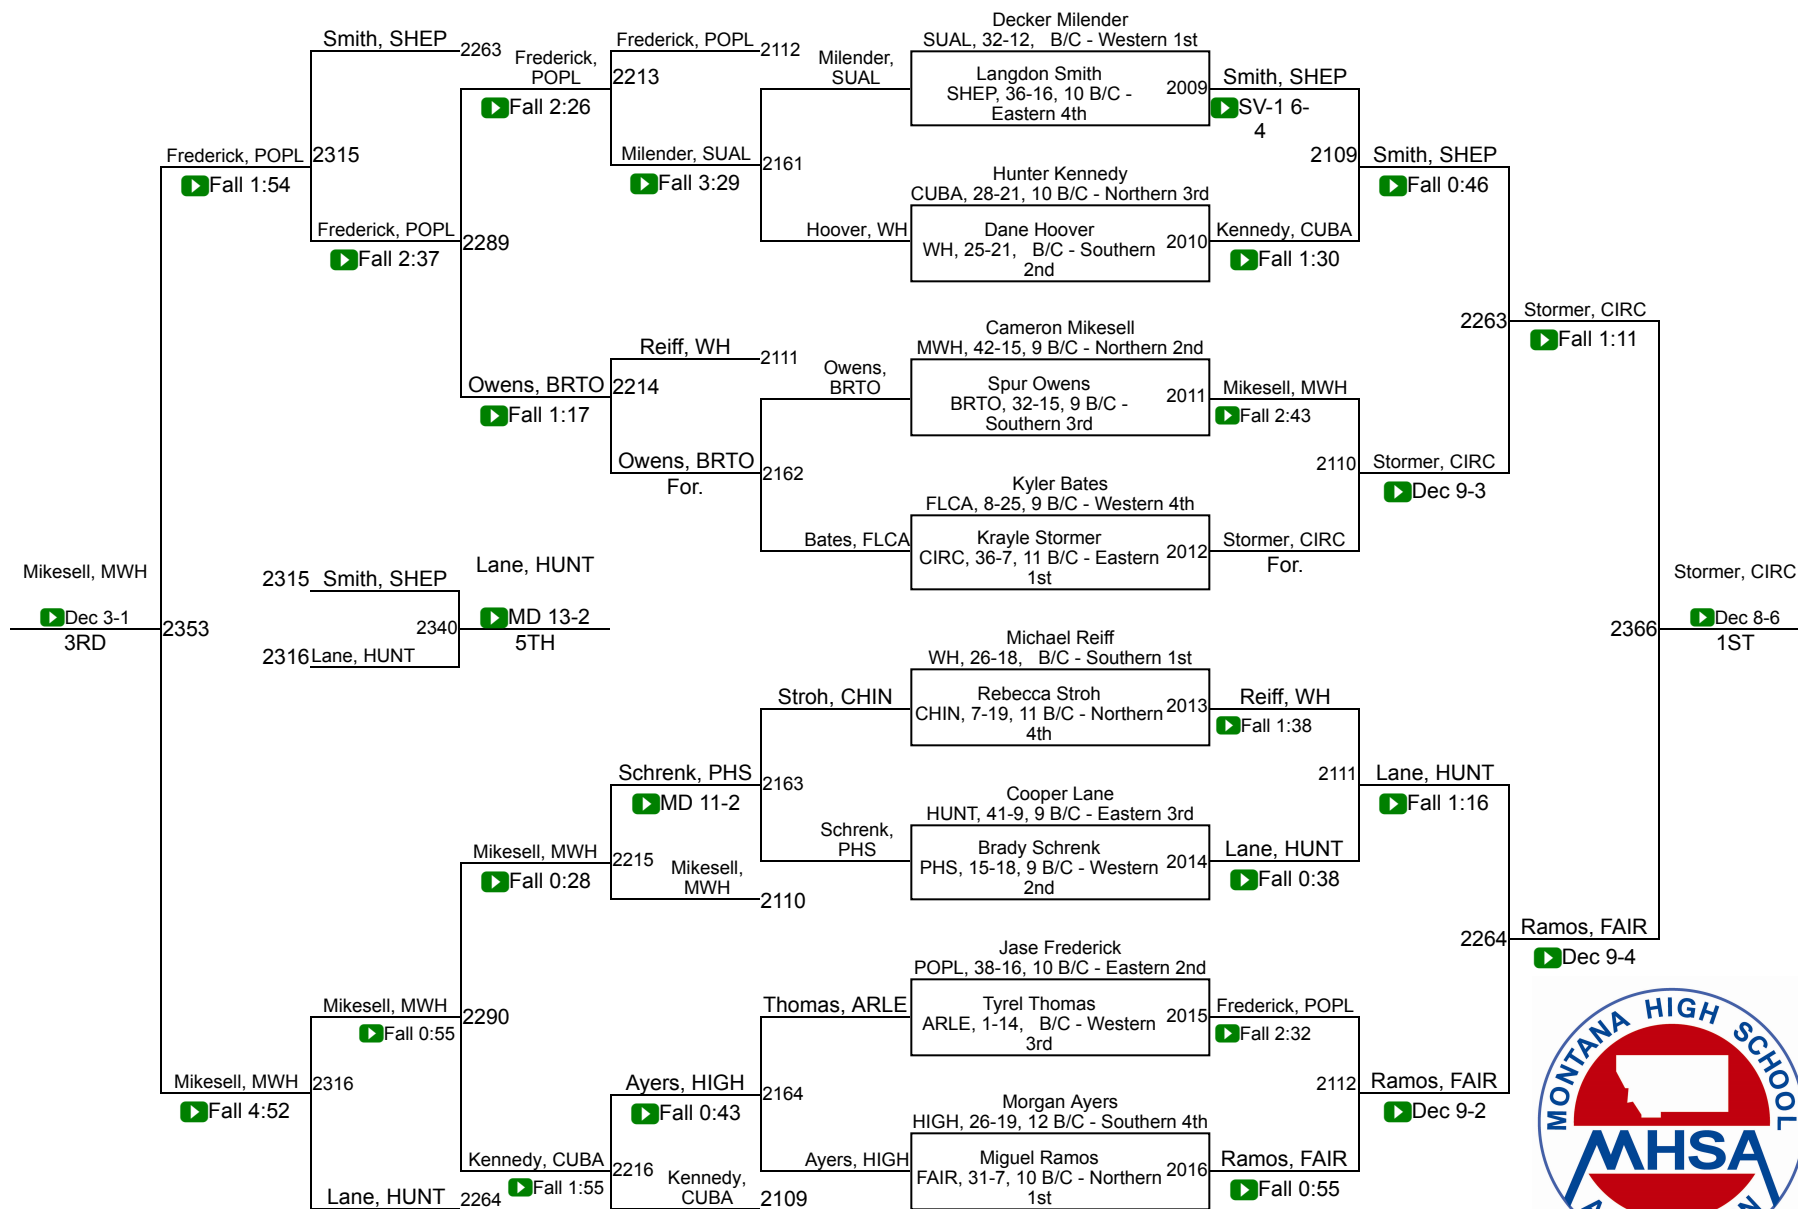 Decker Milender
SUAL, 32-12, B/C - Western 1st
Smith, SHEP
2263
Frederick, POPL
2112
Frederick,
POPL
2213
Milender,
SUAL
Langdon Smith
SHEP, 36-16, 10 B/C -
Eastern 4th
2009
Smith, SHEP
Fall 2:26
SV-1 6-
4
Frederick, POPL
2315
Fall 1:54
Milender, SUAL
2161
Fall 3:29
2109
Smith, SHEP
Fall 0:46
Hunter Kennedy
CUBA, 28-21, 10 B/C - Northern 3rd
Frederick, POPL
2289
Fall 2:37
Hoover, WH
Dane Hoover
WH, 25-21, B/C - Southern
2nd
2010
Kennedy, CUBA
Fall 1:30
2263
Stormer, CIRC
Fall 1:11
Cameron Mikesell
MWH, 42-15, 9 B/C - Northern 2nd
Reiff, WH
2111
Owens, BRTO
2214
Fall 1:17
Owens,
BRTO
Spur Owens
BRTO, 32-15, 9 B/C -
Southern 3rd
2011
Mikesell, MWH
Fall 2:43
Owens, BRTO
2162
For.
2110
Stormer, CIRC
Dec 9-3
Kyler Bates
FLCA, 8-25, 9 B/C - Western 4th
Bates, FLCA
Krayle Stormer
CIRC, 36-7, 11 B/C - Eastern
1st
2012
Stormer, CIRC
For.
Mikesell, MWH
Dec 3-1
3RD
2353
2315
Smith, SHEP
2316
Lane, HUNT
2340
Lane, HUNT
MD 13-2
5TH
2366
Stormer, CIRC
Dec 8-6
1ST
Michael Reiff
WH, 26-18, B/C - Southern 1st
Stroh, CHIN
Rebecca Stroh
CHIN, 7-19, 11 B/C - Northern
4th
2013
Reiff, WH
Fall 1:38
Schrenk, PHS
2163
MD 11-2
2111
Lane, HUNT
Fall 1:16
Cooper Lane
HUNT, 41-9, 9 B/C - Eastern 3rd
Schrenk,
PHS
Brady Schrenk
PHS, 15-18, 9 B/C - Western
2nd
2014
Lane, HUNT
Fall 0:38
Mikesell, MWH
2215
Fall 0:28
Mikesell,
MWH
2110
2264
Ramos, FAIR
Dec 9-4
Jase Frederick
POPL, 38-16, 10 B/C - Eastern 2nd
Mikesell, MWH
2290
Fall 0:55
Thomas, ARLE
Tyrel Thomas
ARLE, 1-14, B/C - Western
3rd
2015
Frederick, POPL
Fall 2:32
Mikesell, MWH
2316
Fall 4:52
Ayers, HIGH
2164
Fall 0:43
2112
Ramos, FAIR
Dec 9-2
Morgan Ayers
HIGH, 26-19, 12 B/C - Southern 4th
Kennedy, CUBA
2216
Fall 1:55
Ayers, HIGH
Miguel Ramos
FAIR, 31-7, 10 B/C - Northern
1st
2016
Ramos, FAIR
Fall 0:55
Lane, HUNT
2264
Kennedy,
CUBA
2109
MONTANA HIGH SCHOOL
MHSA